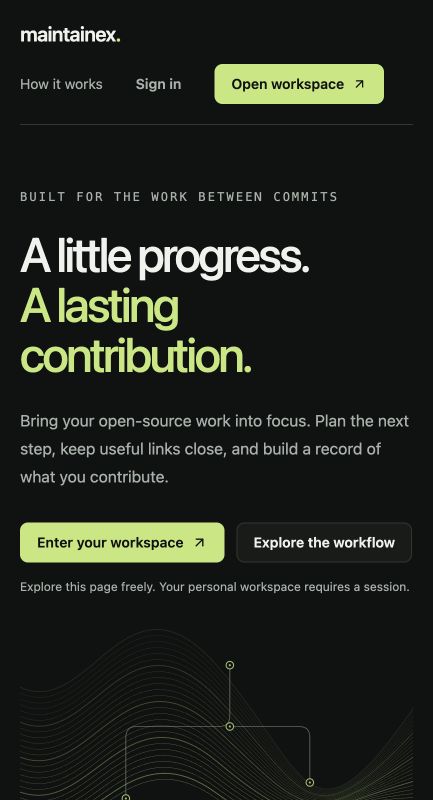 maintainex.
How it works
Sign in
Open workspace
BUILT FOR THE WORK BETWEEN COMMITS
A little progress.
A lasting
contribution.
Bring your open-source work into focus. Plan the next
step, keep useful links close, and build a record of
what you contribute.
Enter your workspace
Explore the workflow
Explore this page freely. Your personal workspace requires a session.